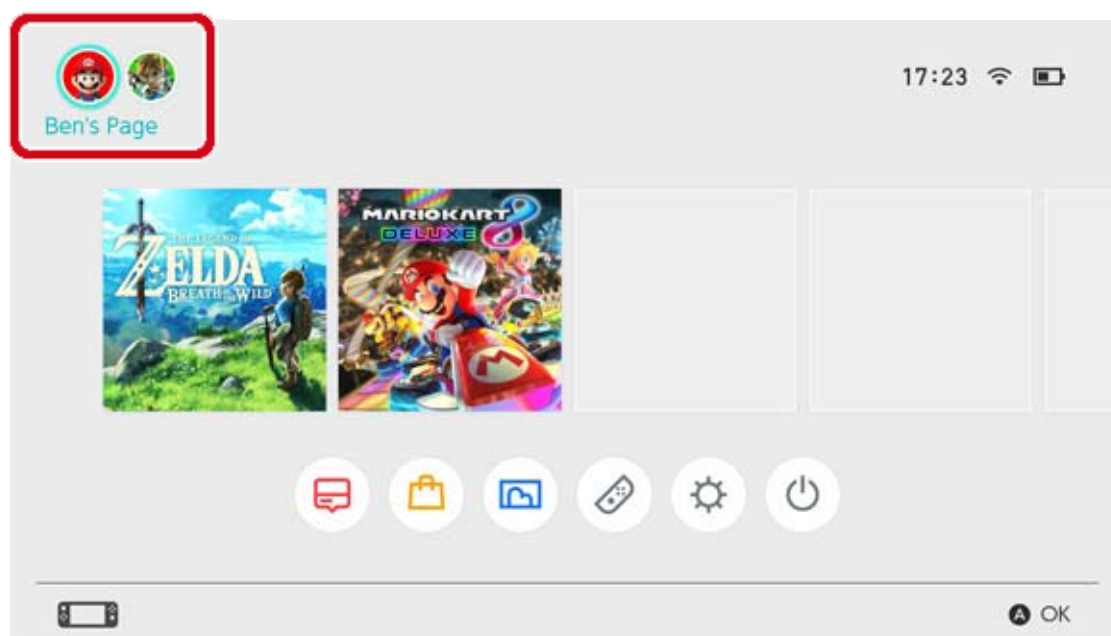 17:23
Ben's Page
THE LEGEND OF
ZELDA
BREATH OF THE WILD
MARIOKART 8
DELUXE
M
A OK